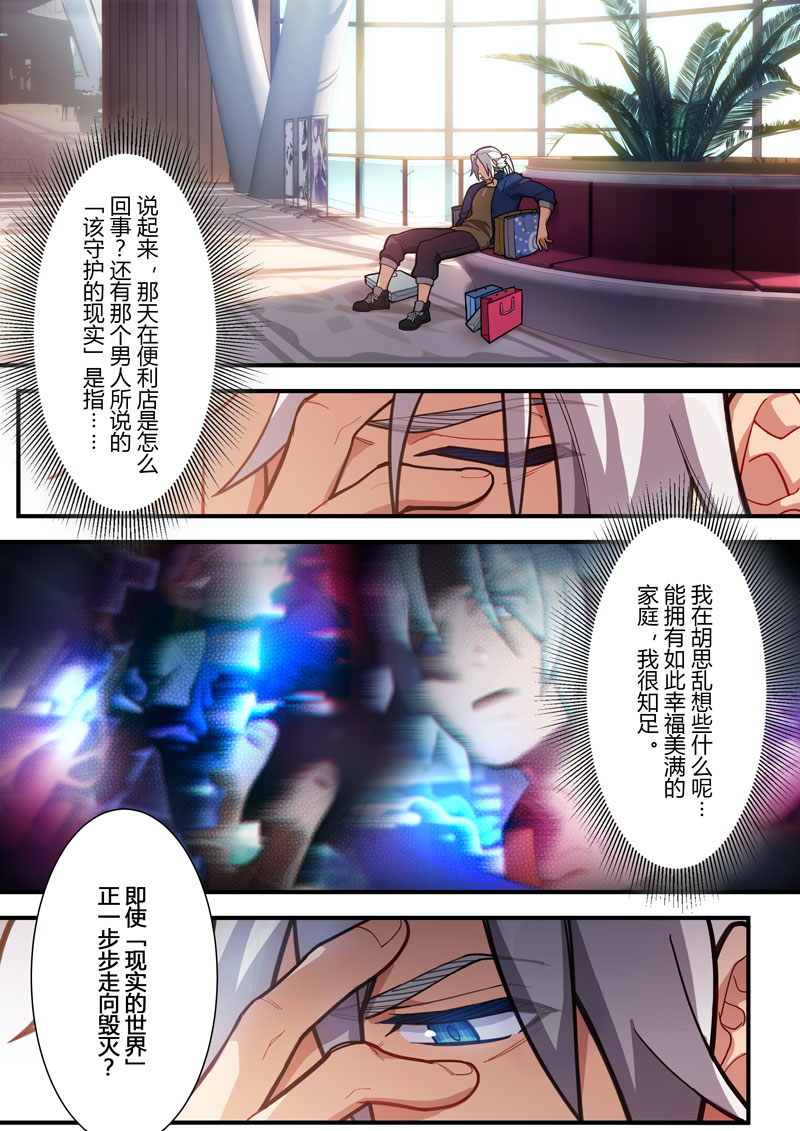 说起来，那天在便利店是怎么
回事？还有那个男人所说的
「该守护的现实」是指……
我在胡思乱想些什么呢…
能拥有如此幸福美满的
家庭，我很知足。
即使「现实的世界」
正一步步走向毁灭？